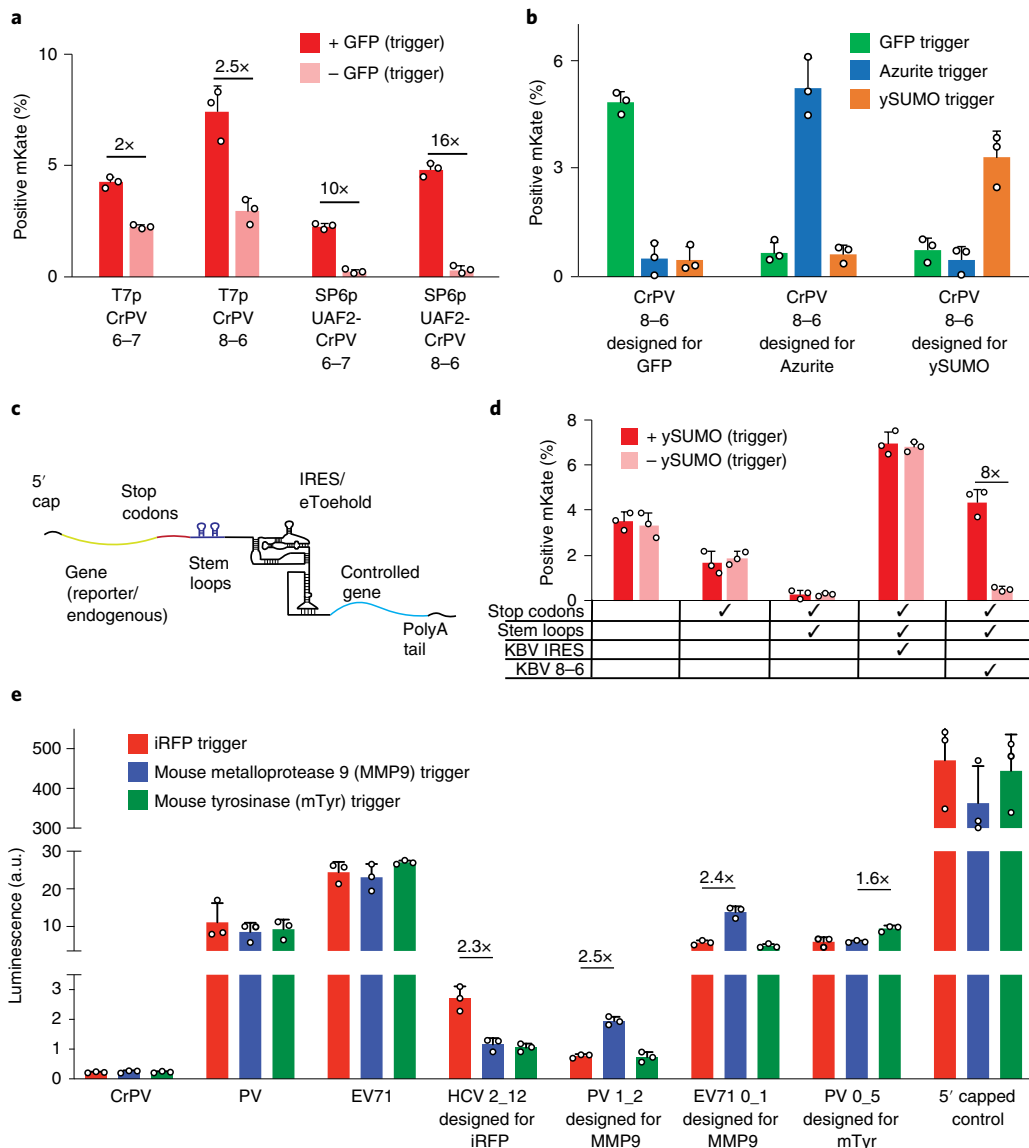 a
+ GFP (trigger)
– GFP (trigger)
Positive mKate (%)
10
5
0
2×
2.5×
10×
16×
T7p
CrPV
6–7
T7p
CrPV
8–6
SP6p
UAF2-
CrPV
6–7
SP6p
UAF2-
CrPV
8–6
b
GFP trigger
Azurite trigger
ySUMO trigger
Positive mKate (%)
6
3
0
CrPV
8–6
designed for
GFP
CrPV
8–6
designed for
Azurite
CrPV
8–6
designed for
ySUMO
c
5′
cap
Stop
codons
IRES/
eToehold
Gene
(reporter/
endogenous)
Stem
loops
Controlled
gene
PolyA
tail
d
+ ySUMO (trigger)
– ySUMO (trigger)
Positive mKate (%)
8
6
4
2
0
8×
Stop codons ✓ ✓ ✓ ✓
Stem loops ✓ ✓ ✓
KBV IRES ✓
KBV 8–6 ✓
e
iRFP trigger
Mouse metalloprotease 9 (MMP9) trigger
Mouse tyrosinase (mTyr) trigger
Luminescence (a.u.)
500
400
300
30
20
10
3
2
1
0
2.3×
2.5×
2.4×
1.6×
CrPV
PV
EV71
HCV 2_12
designed for
iRFP
PV 1_2
designed for
MMP9
EV71 0_1
designed for
MMP9
PV 0_5
designed for
mTyr
5′ capped
control